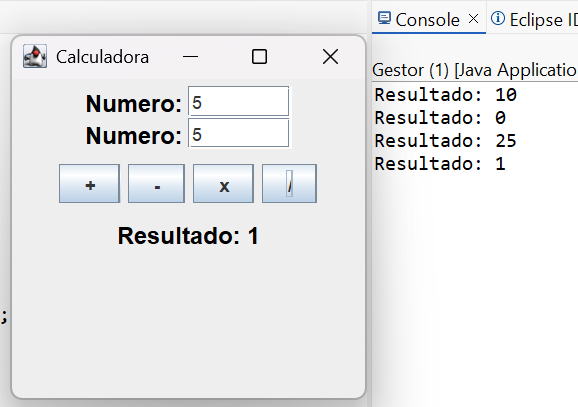 Calculadora
Numero: 5
Numero: 5
+ - x /
Resultado: 1
;
Console
Eclipse ID
Gestor (1) [Java Applicatio
Resultado: 10
Resultado: 0
Resultado: 25
Resultado: 1